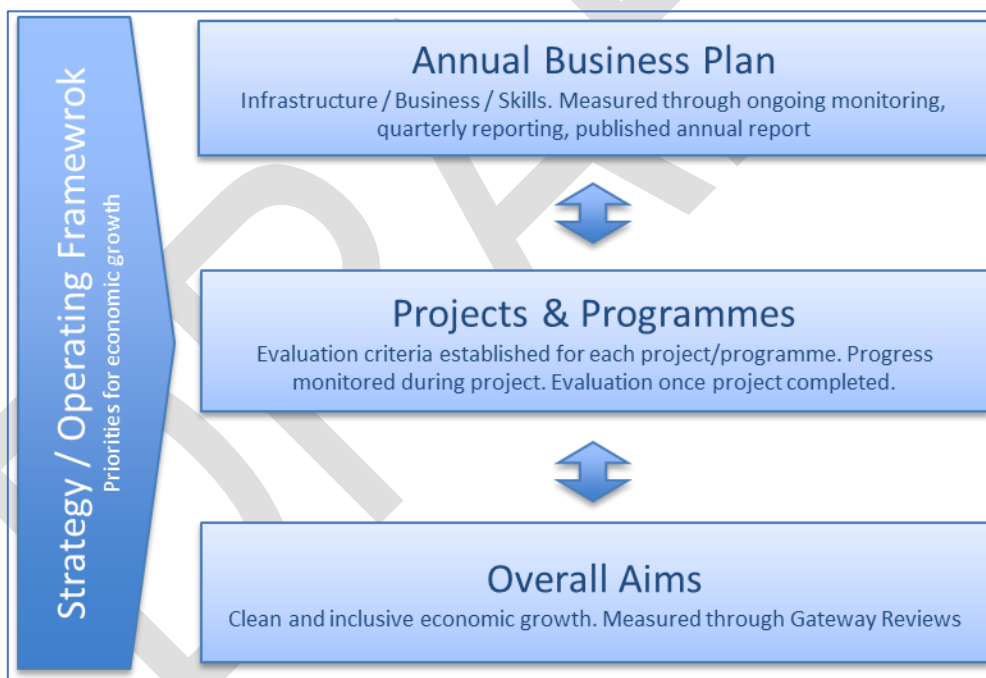 Strategy / Operating Framewrok
Priorities for economic growth
Annual Business Plan
Infrastructure / Business / Skills. Measured through ongoing monitoring,
quarterly reporting, published annual report
Projects & Programmes
Evaluation criteria established for each project/programme. Progress
monitored during project. Evaluation once project completed.
Overall Aims
Clean and inclusive economic growth. Measured through Gateway Reviews